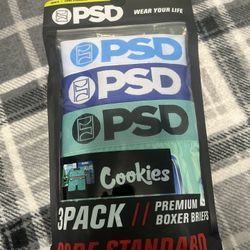 PSD WEAR YOUR LIFE
PSD
PSD
PSD
Cookies
3PACK // PREMIUM
BOXER BRIEFS